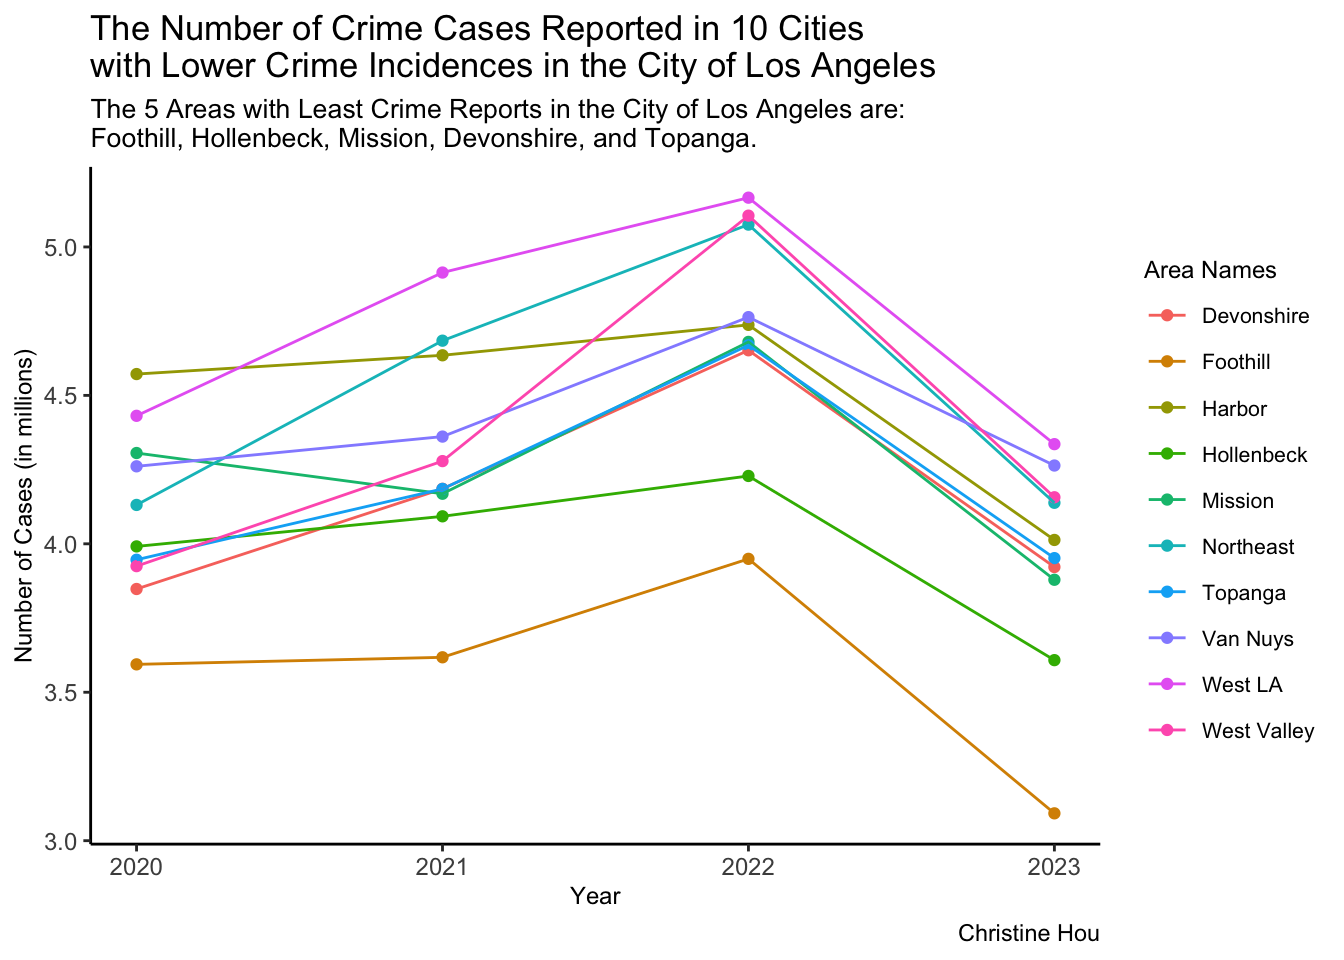 The Number of Crime Cases Reported in 10 Cities
with Lower Crime Incidences in the City of Los Angeles
The 5 Areas with Least Crime Reports in the City of Los Angeles are:
Foothill, Hollenbeck, Mission, Devonshire, and Topanga.
Number of Cases (in millions)
5.0
4.5
4.0
3.5
3.0
2020
2021
2022
2023
Year
Area Names
Devonshire
Foothill
Harbor
Hollenbeck
Mission
Northeast
Topanga
Van Nuys
West LA
West Valley
Christine Hou